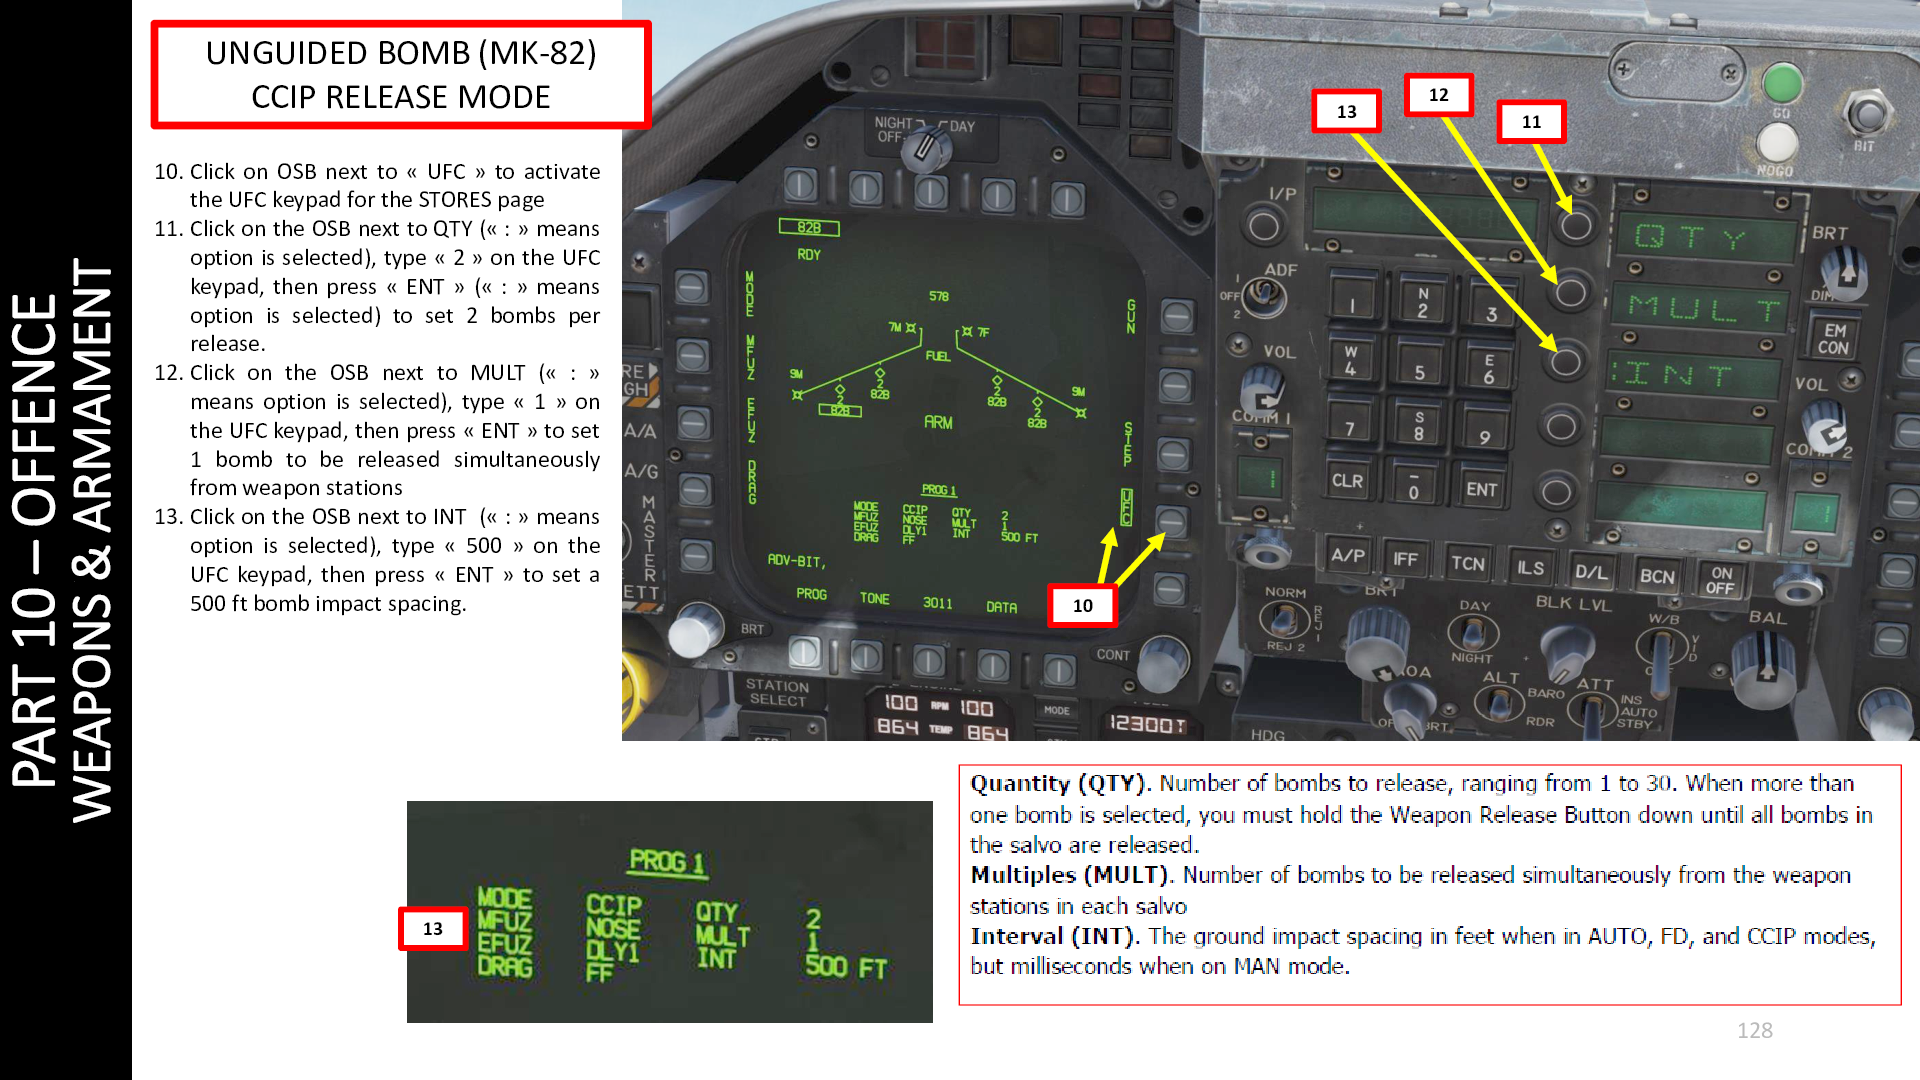 PART 10 – OFFENCE
WEAPONS & ARMAMENT
UNGUIDED BOMB (MK-82)
CCIP RELEASE MODE
10. Click on OSB next to « UFC » to activate
the UFC keypad for the STORES page
11. Click on the OSB next to QTY (« : » means
option is selected), type « 2 » on the UFC
keypad, then press « ENT » (« : » means
option is selected) to set 2 bombs per
release.
12. Click on the OSB next to MULT (« : »
means option is selected), type « 1 » on
the UFC keypad, then press « ENT » to set
1 bomb to be released simultaneously
from weapon stations
13. Click on the OSB next to INT (« : » means
option is selected), type « 500 » on the
UFC keypad, then press « ENT » to set a
500 ft bomb impact spacing.
NIGHT DAY
OFF
82B
RDY
MODE
MFUZ
EFUZ
DRAG
578
7M 7F
FUEL
9M 9M
2 2 2 2
82B 82B 82B 82B
ARM
GUN
STEP
UFC
PROG 1
MODE CCIP QTY 2
MFUZ NOSE MULT 1
EFUZ DLY1 INT 500 FT
DRAG FF
ADV-BIT,
PROG TONE 3011 DATA
10
BRT
CONT
A/A
A/G
MASTER
STATION
SELECT
100 RPM 100
864 TEMP 864
MODE
12300T
13
12
11
GO
NOGO
BIT
I/P
ADF
1
OFF
2
VOL
COMM 1
1
N
2
3
W
4
5
E
6
7
S
8
9
CLR
–
0
ENT
QTY
MULT
:INT
BRT
DIM
EM
CON
VOL
COMM 2
A/P IFF TCN ILS D/L BCN ON
OFF
NORM
REJ 1
REJ 2
BRT
DAY
NIGHT
BLK LVL
W/B
VID
BAL
AOA
ALT
BARO
RDR
ATT
INS
AUTO
STBY
HDG
13
PROG 1
MODE CCIP QTY 2
MFUZ NOSE MULT 1
EFUZ DLY1 INT 500 FT
DRAG FF
Quantity (QTY). Number of bombs to release, ranging from 1 to 30. When more than
one bomb is selected, you must hold the Weapon Release Button down until all bombs in
the salvo are released.
Multiples (MULT). Number of bombs to be released simultaneously from the weapon
stations in each salvo
Interval (INT). The ground impact spacing in feet when in AUTO, FD, and CCIP modes,
but milliseconds when on MAN mode.
128